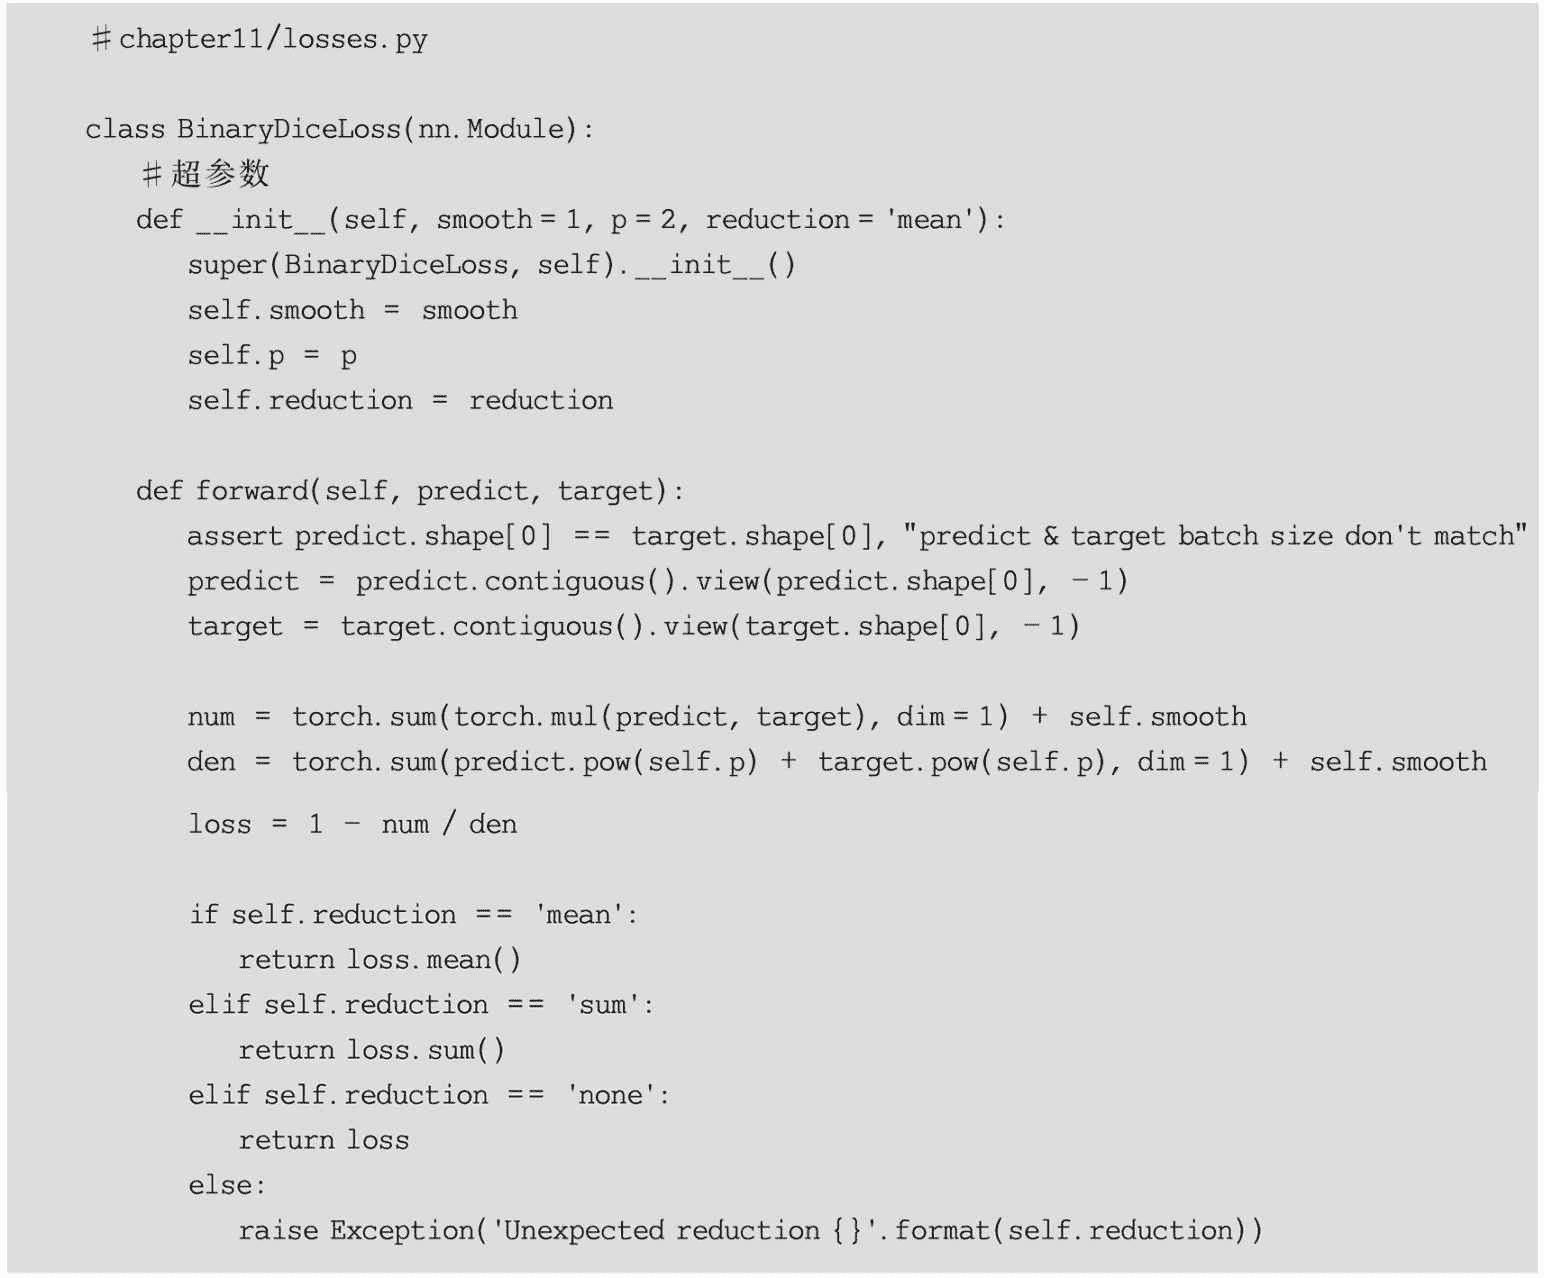 #chapter11/losses.py
class BinaryDiceLoss(nn.Module):
#超参数
def __init__(self, smooth=1, p=2, reduction='mean'):
super(BinaryDiceLoss, self).__init__()
self.smooth = smooth
self.p = p
self.reduction = reduction
def forward(self, predict, target):
assert predict.shape[0] == target.shape[0], "predict & target batch size don't match"
predict = predict.contiguous().view(predict.shape[0], -1)
target = target.contiguous().view(target.shape[0], -1)
num = torch.sum(torch.mul(predict, target), dim=1) + self.smooth
den = torch.sum(predict.pow(self.p) + target.pow(self.p), dim=1) + self.smooth
loss = 1 - num / den
if self.reduction == 'mean':
return loss.mean()
elif self.reduction == 'sum':
return loss.sum()
elif self.reduction == 'none':
return loss
else:
raise Exception('Unexpected reduction {}'.format(self.reduction))